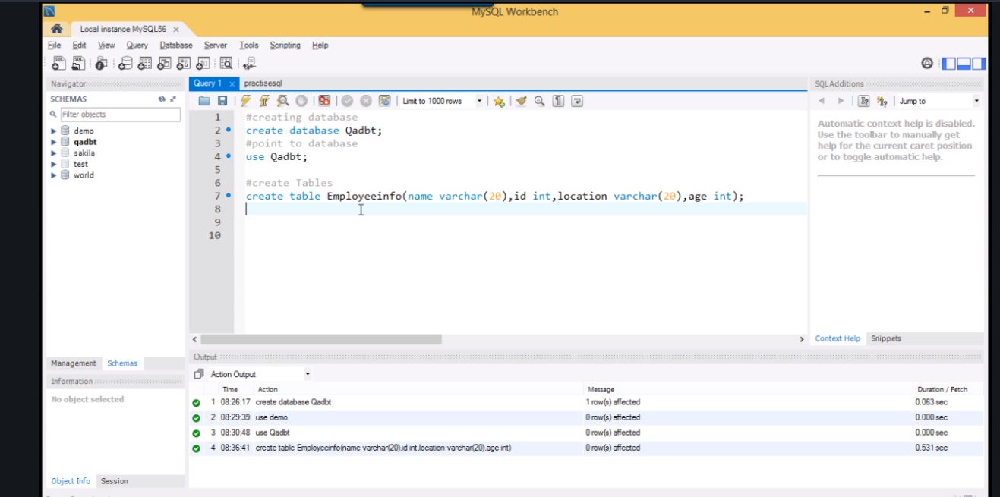 MySQL Workbench
Local instance MySQL56 ×
File Edit View Query Database Server Tools Scripting Help
Navigator
SCHEMAS
Filter objects
demo
qadbt
sakila
test
world
Management Schemas
Information
No object selected
Object Info Session
Query 1 × practisesql
Limit to 1000 rows
1 #creating database
2 create database Qadbt;
3 #point to database
4 use Qadbt;
5
6 #create Tables
7 create table Employeeinfo(name varchar(20),id int,location varchar(20),age int);
8
9
10
SQLAdditions
Jump to
Automatic context help is disabled.
Use the toolbar to manually get
help for the current caret position
or to toggle automatic help.
Context Help Snippets
Output
Action Output
Time Action Message Duration / Fetch
1 08:26:17 create database Qadbt 1 row(s) affected 0.063 sec
2 08:29:39 use demo 0 row(s) affected 0.000 sec
3 08:30:48 use Qadbt 0 row(s) affected 0.000 sec
4 08:36:41 create table Employeeinfo(name varchar(20),id int,location varchar(20),age int) 0 row(s) affected 0.531 sec